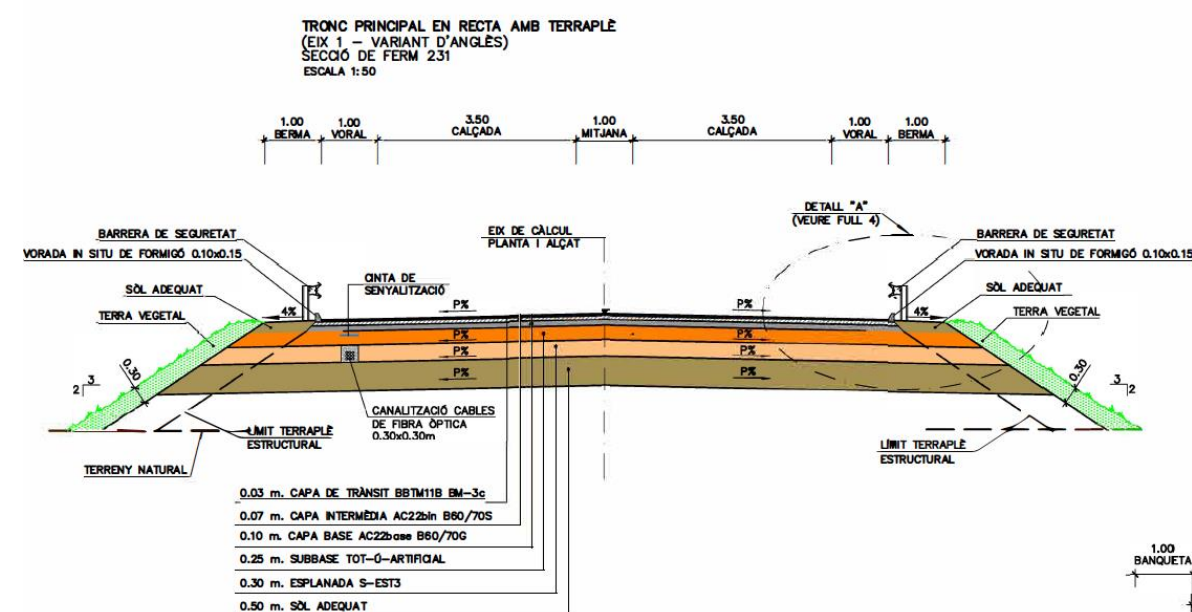 TRONC PRINCIPAL EN RECTA AMB TERRAPLÈ
(EIX 1 – VARIANT D'ANGLÈS)
SECCIÓ DE FERM 231
ESCALA 1:50
1.00 1.00 3.50 1.00 3.50 1.00 1.00
BERMA VORAL CALÇADA MITJANA CALÇADA VORAL BERMA
DETALL "A"
(VEURE FULL 4)
BARRERA DE SEGURETAT
EIX DE CÀLCUL
PLANTA I ALÇAT
BARRERA DE SEGURETAT
VORADA IN SITU DE FORMIGÓ 0.10x0.15
VORADA IN SITU DE FORMIGÓ 0.10x0.15
CINTA DE
SENYALITZACIÓ
SÒL ADEQUAT
SÒL ADEQUAT
4%
P%
P%
4%
TERRA VEGETAL
TERRA VEGETAL
P%
P%
P%
P%
0.30
0.30
P%
P%
3
2
3
2
CANALITZACIÓ CABLES
DE FIBRA ÒPTICA
0.30x0.30m
LÍMIT TERRAPLÈ
ESTRUCTURAL
LÍMIT TERRAPLÈ
ESTRUCTURAL
TERRENY NATURAL
0.03 m. CAPA DE TRÀNSIT BBTM11B BM-3c
0.07 m. CAPA INTERMÈDIA AC22bin B60/70S
0.10 m. CAPA BASE AC22base B60/70G
0.25 m. SUBBASE TOT-Ú-ARTIFICIAL
0.30 m. ESPLANADA S-EST3
0.50 m. SÒL ADEQUAT
1.00
BANQUETA